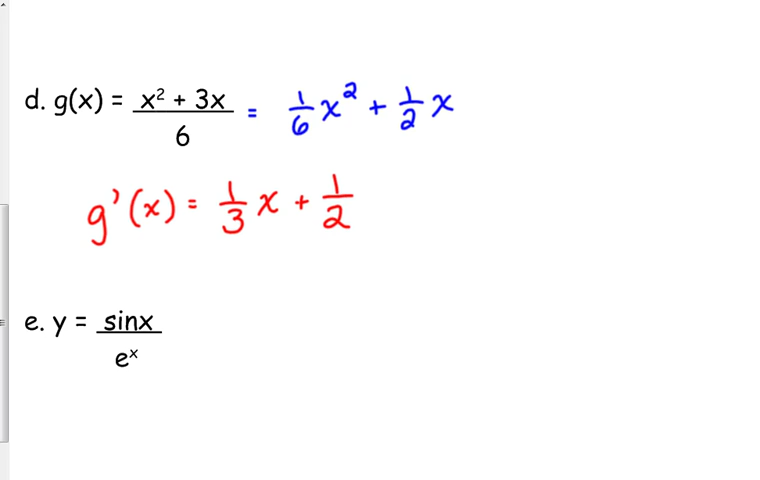 d. g(x) = x² + 3x / 6 = 1/6 x² + 1/2 x
g'(x) = 1/3 x + 1/2
e. y = sinx / eˣ